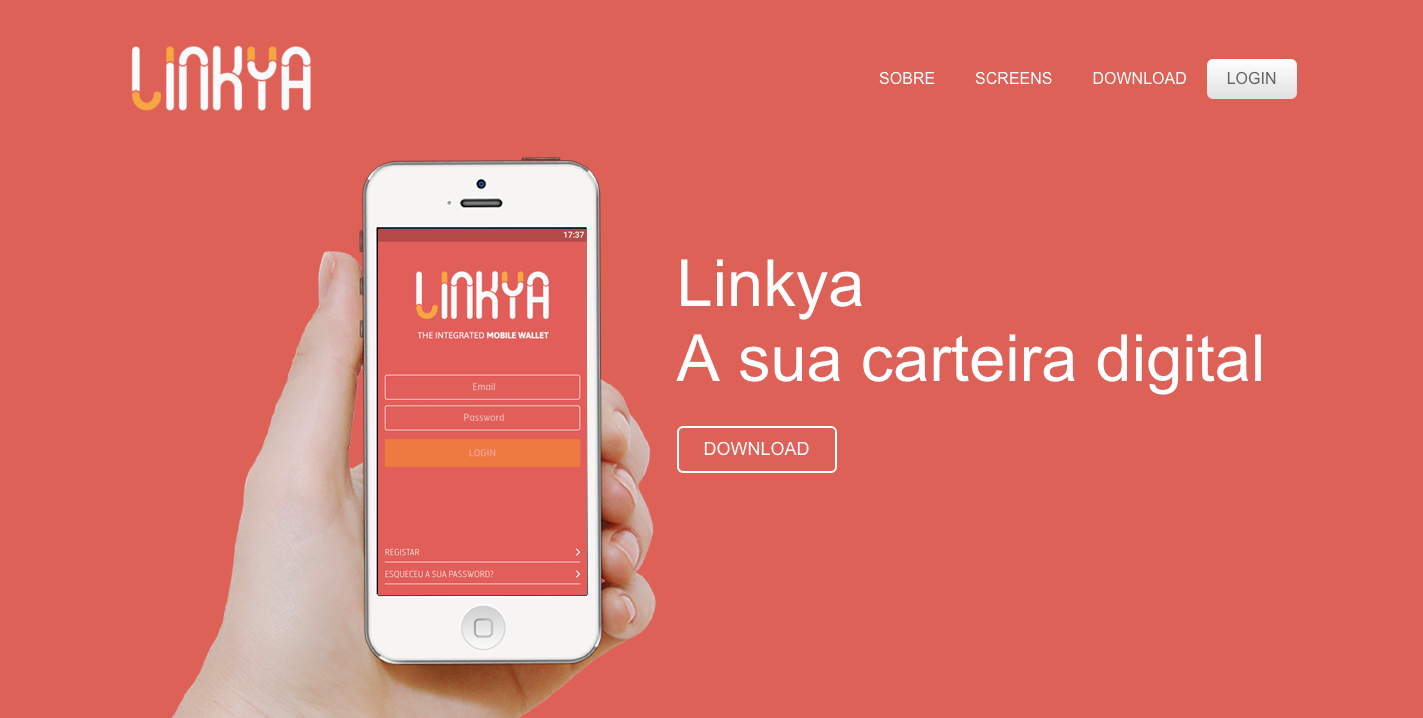 LINKYA
SOBRE SCREENS DOWNLOAD LOGIN
17:37
LINKYA
THE INTEGRATED MOBILE WALLET
Email
Password
LOGIN
REGISTAR
ESQUECEU A SUA PASSWORD?
Linkya
A sua carteira digital
DOWNLOAD